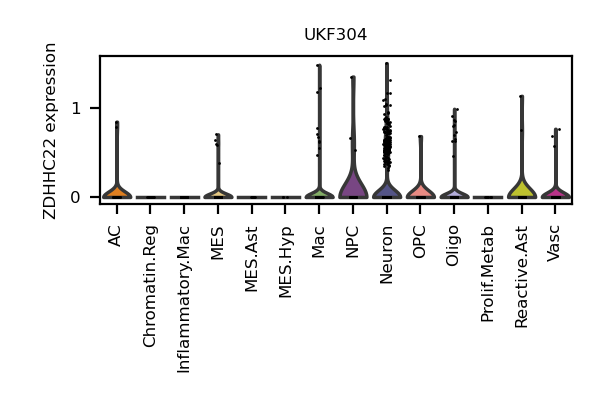 UKF304
ZDHHC22 expression
1
0
AC
Chromatin.Reg
Inflammatory.Mac
MES
MES.Ast
MES.Hyp
Mac
NPC
Neuron
OPC
Oligo
Prolif.Metab
Reactive.Ast
Vasc